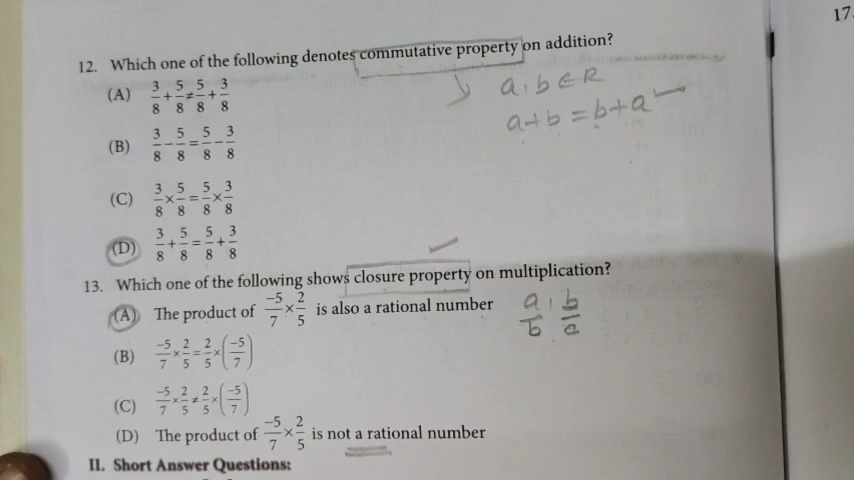 17.
12. Which one of the following denotes commutative property on addition?
(A) 3/8 + 5/8 ≠ 5/8 + 3/8
a, b ∈ R
a+b = b+a
(B) 3/8 − 5/8 = 5/8 − 3/8
(C) 3/8 × 5/8 = 5/8 × 3/8
(D) 3/8 + 5/8 = 5/8 + 3/8
13. Which one of the following shows closure property on multiplication?
(A) The product of −5/7 × 2/5 is also a rational number
a/b, b/a
(B) −5/7 × 2/5 = 2/5 × (−5/7)
(C) −5/7 × 2/5 ≠ 2/5 × (−5/7)
(D) The product of −5/7 × 2/5 is not a rational number
II. Short Answer Questions: